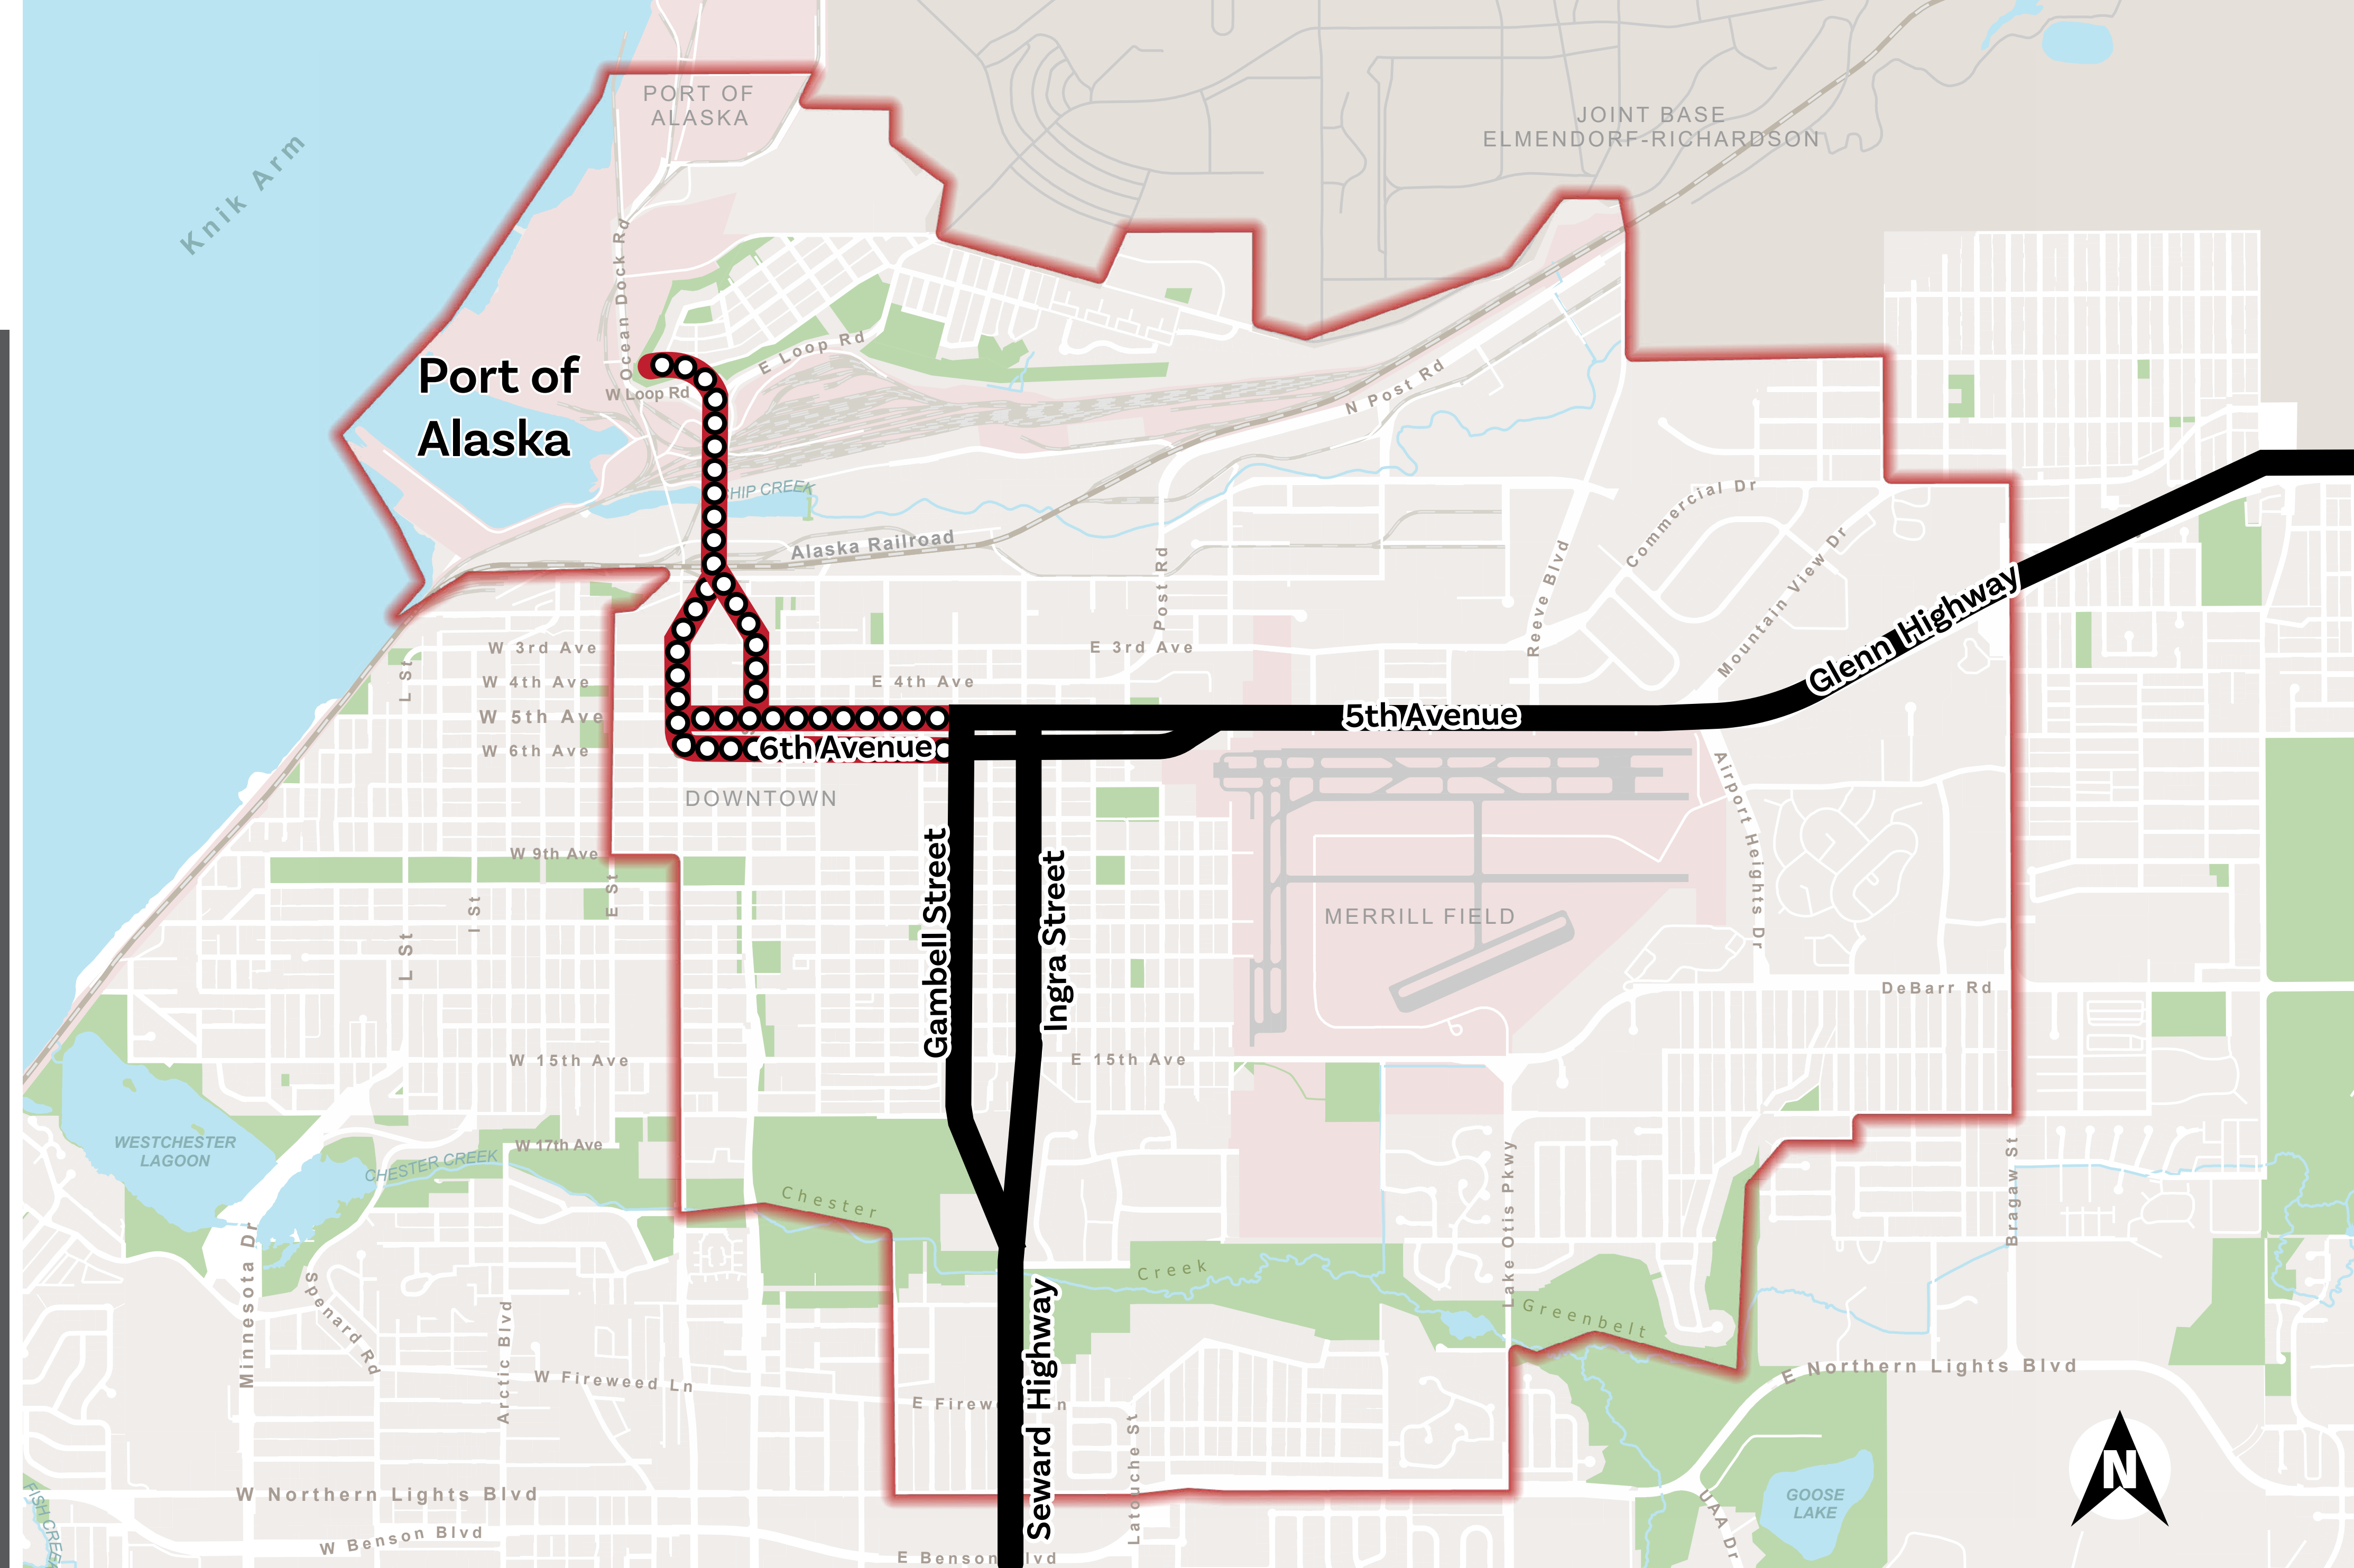 PORT OF
ALASKA
JOINT BASE
ELMENDORF-RICHARDSON
Knik Arm
Ocean Dock Rd
E Loop Rd
Port of
Alaska
W Loop Rd
N Post Rd
SHIP CREEK
Alaska Railroad
Commercial Dr
Mountain View Dr
Reeve Blvd
Post Rd
Glenn Highway
W 3rd Ave
E 3rd Ave
L St
W 4th Ave
E 4th Ave
W 5th Ave
5th Avenue
W 6th Ave
6th Avenue
DOWNTOWN
Airport Heights Dr
W 9th Ave
E St
I St
L St
Gambell Street
Ingra Street
MERRILL FIELD
DeBarr Rd
W 15th Ave
E 15th Ave
WESTCHESTER
LAGOON
CHESTER CREEK
W 17th Ave
Chester
Creek
Greenbelt
Lake Otis Pkwy
Bragaw St
Minnesota Dr
Spenard Rd
Arctic Blvd
W Fireweed Ln
E Firew n
Seward Highway
Latouche St
E Northern Lights Blvd
W Northern Lights Blvd
W Benson Blvd
E Benson lvd
FISH CREE
UAA Dr
GOOSE
LAKE
N